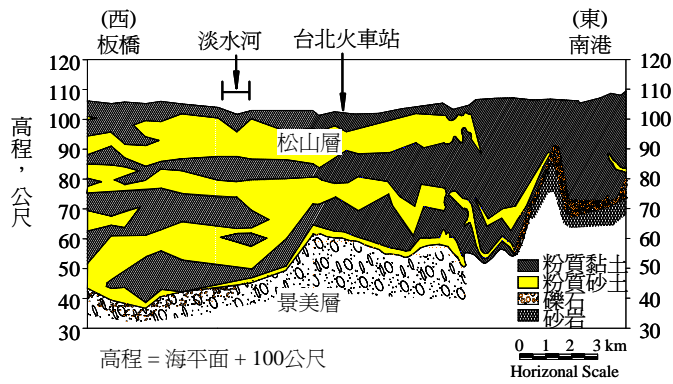 (西)
板橋
淡水河
台北火車站
(東)
南港
高程，公尺
120
110
100
90
80
70
60
50
40
30
松山層
景美層
120
110
100
90
80
70
60
50
40
30
粉質黏土
粉質砂土
礫石
砂岩
高程 = 海平面 + 100公尺
0 1 2 3 km
Horizonal Scale